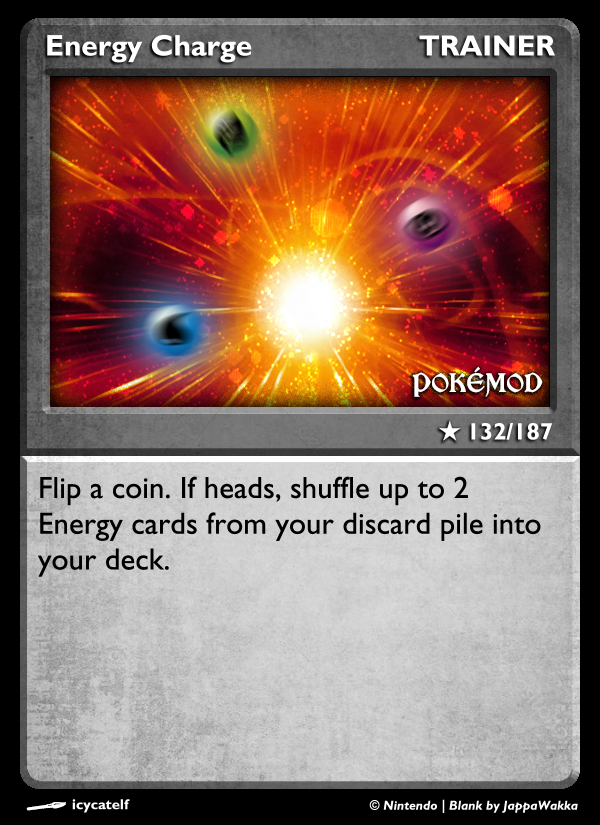 Energy Charge TRAINER
POKÉMOD
★ 132/187
Flip a coin. If heads, shuffle up to 2
Energy cards from your discard pile into
your deck.
icycatelf © Nintendo | Blank by JappaWakka